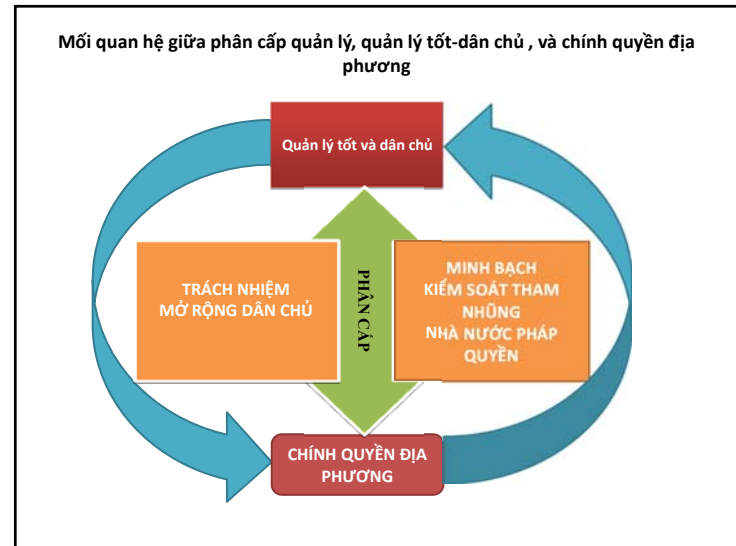 Mối quan hệ giữa phân cấp quản lý, quản lý tốt-dân chủ , và chính quyền địa
phương
Quản lý tốt và dân chủ
TRÁCH NHIỆM
MỞ RỘNG DÂN CHỦ
PHÂN CẤP
MINH BẠCH
KIỂM SOÁT THAM
NHŨNG
NHÀ NƯỚC PHÁP
QUYỀN
CHÍNH QUYỀN ĐỊA
PHƯƠNG